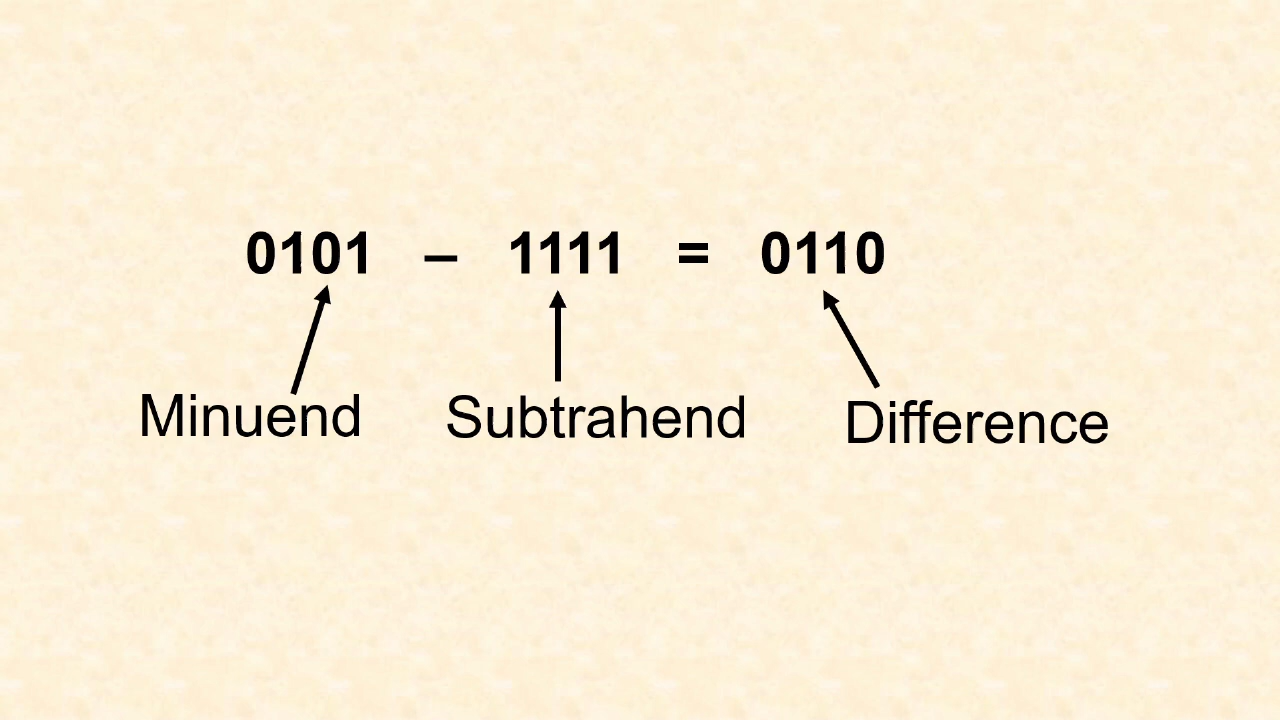 0101 – 1111 = 0110
Minuend Subtrahend Difference